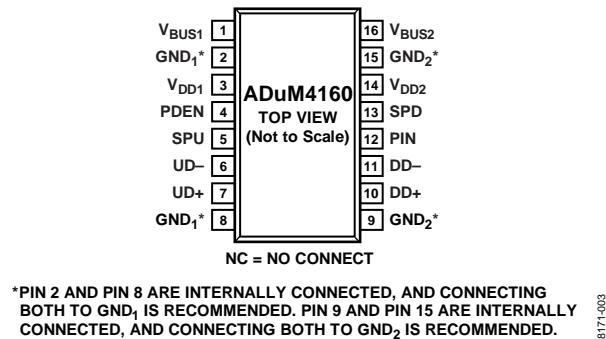 VBUS1 1
GND1* 2
VDD1 3
PDEN 4
SPU 5
UD– 6
UD+ 7
GND1* 8
ADuM4160
TOP VIEW
(Not to Scale)
16 VBUS2
15 GND2*
14 VDD2
13 SPD
12 PIN
11 DD–
10 DD+
9 GND2*
NC = NO CONNECT
*PIN 2 AND PIN 8 ARE INTERNALLY CONNECTED, AND CONNECTING
BOTH TO GND1 IS RECOMMENDED. PIN 9 AND PIN 15 ARE INTERNALLY
CONNECTED, AND CONNECTING BOTH TO GND2 IS RECOMMENDED.
8171-003